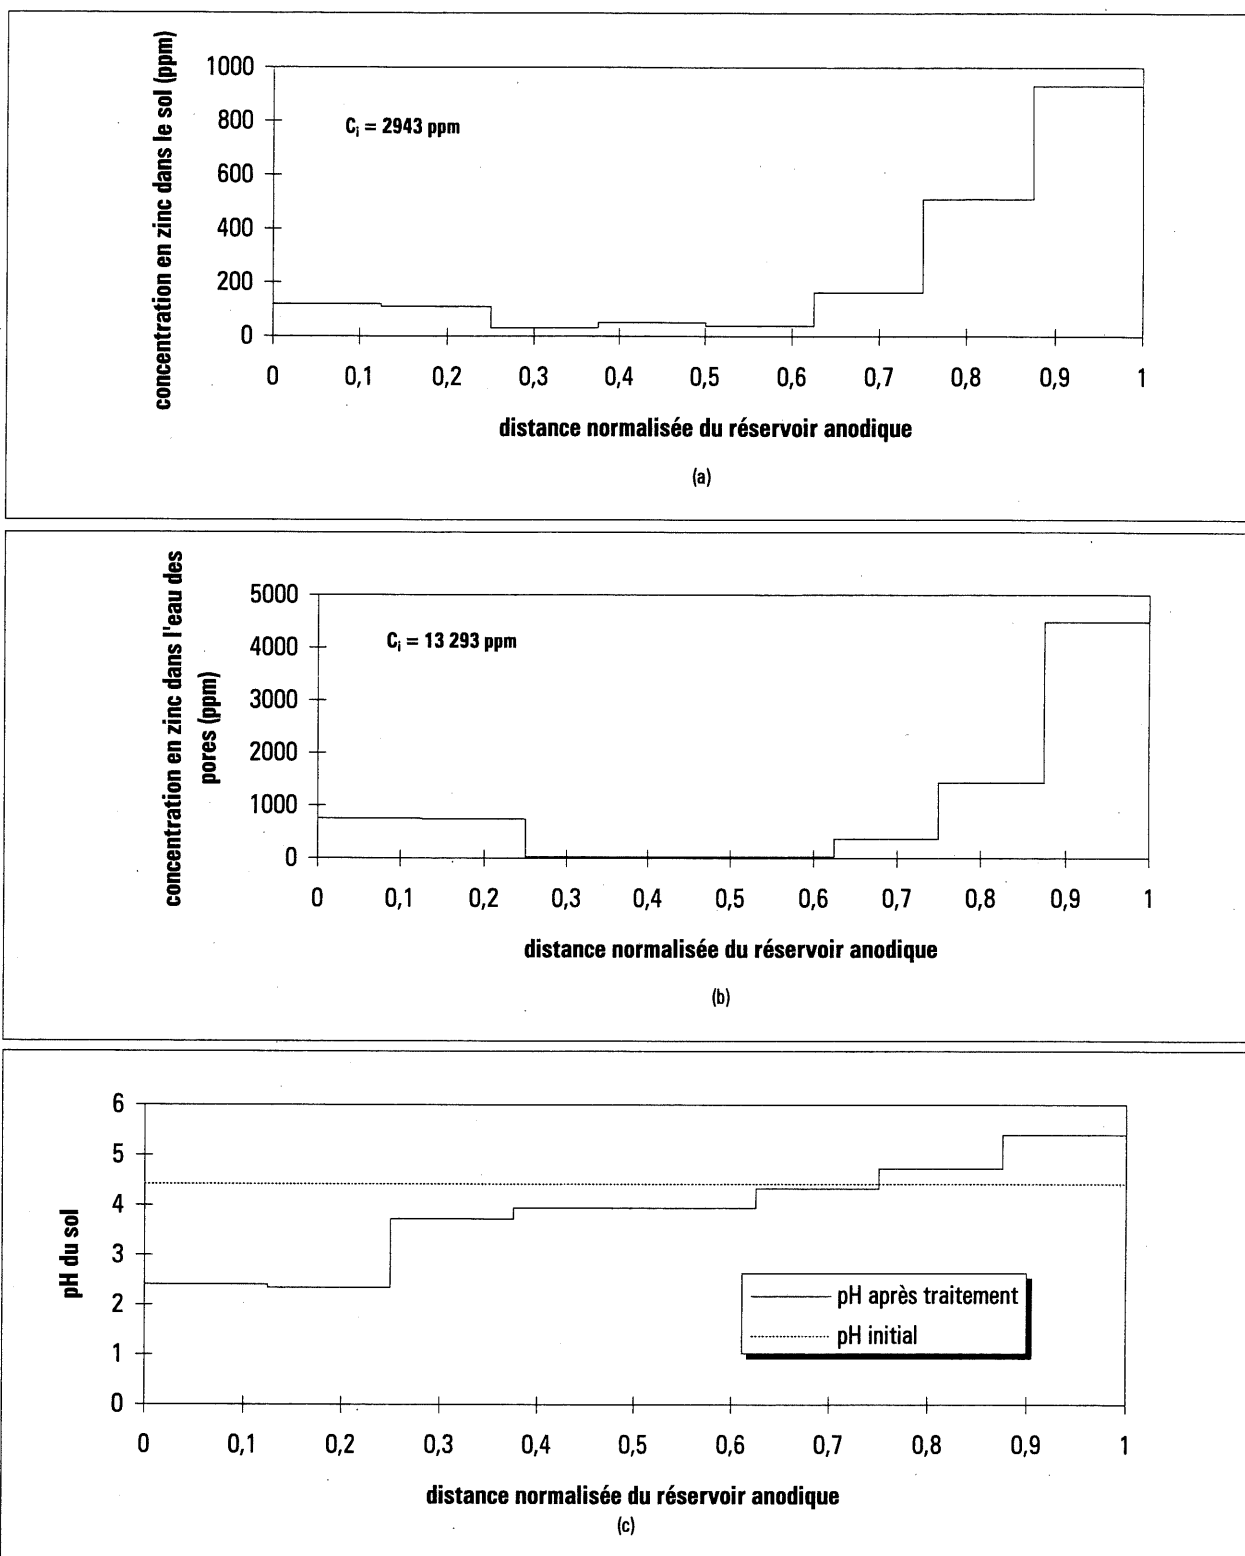 concentration en zinc dans le sol (ppm)
1000
800
600
400
200
0
C_i = 2943 ppm
0 0,1 0,2 0,3 0,4 0,5 0,6 0,7 0,8 0,9 1
distance normalisée du réservoir anodique
(a)
concentration en zinc dans l'eau des
pores (ppm)
5000
4000
3000
2000
1000
0
C_i = 13 293 ppm
0 0,1 0,2 0,3 0,4 0,5 0,6 0,7 0,8 0,9 1
distance normalisée du réservoir anodique
(b)
pH du sol
6
5
4
3
2
1
0
pH après traitement
pH initial
0 0,1 0,2 0,3 0,4 0,5 0,6 0,7 0,8 0,9 1
distance normalisée du réservoir anodique
(c)